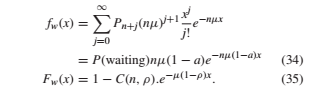 f_w(x) = \sum_{j=0}^{\infty} P_{n+j}(n\mu)^{j+1} \frac{x^j}{j!} e^{-n\mu x}
= P(waiting)n\mu(1 - a)e^{-n\mu(1-a)x} (34)
F_w(x) = 1 - C(n, \rho).e^{-\mu(1-\rho)x}. (35)